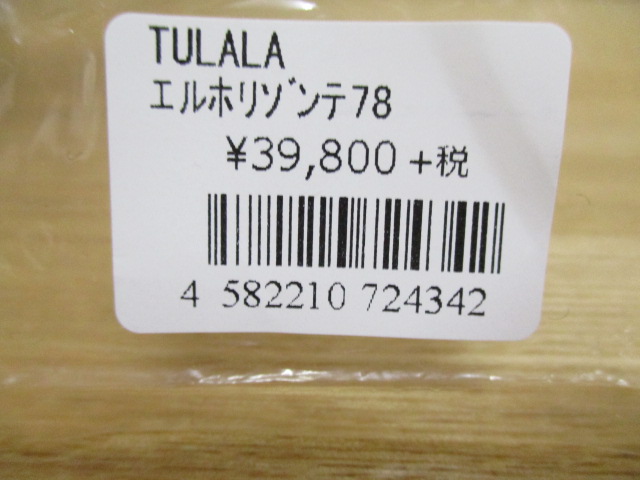 TULALA
ｴﾙﾎﾘｿﾞﾝﾃ78
¥39,800+税
4 582210 724342